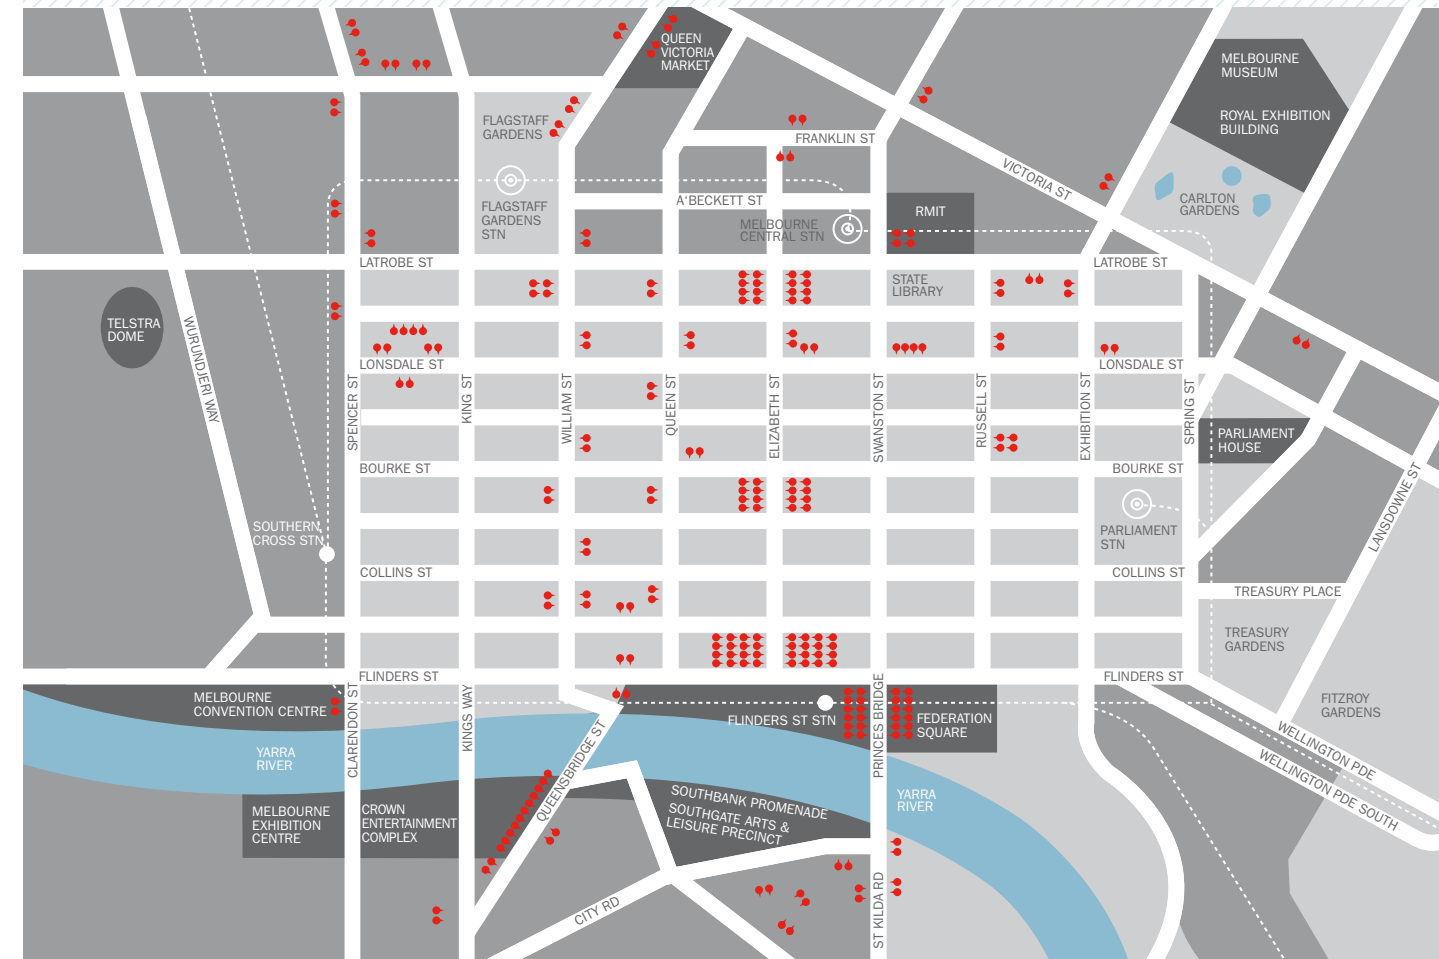 QUEEN
VICTORIA
MARKET
MELBOURNE
MUSEUM
ROYAL EXHIBITION
BUILDING
FLAGSTAFF
GARDENS
FRANKLIN ST
VICTORIA ST
CARLTON
GARDENS
FLAGSTAFF
GARDENS
STN
A'BECKETT ST
MELBOURNE
CENTRAL STN
RMIT
LATROBE ST
LATROBE ST
STATE
LIBRARY
TELSTRA
DOME
WURUNDJERI WAY
LONSDALE ST
LONSDALE ST
SPENCER ST
KING ST
WILLIAM ST
QUEEN ST
ELIZABETH ST
SWANSTON ST
RUSSELL ST
EXHIBITION ST
SPRING ST
PARLIAMENT
HOUSE
BOURKE ST
BOURKE ST
LANSDOWNE ST
SOUTHERN
CROSS STN
PARLIAMENT
STN
COLLINS ST
COLLINS ST
TREASURY PLACE
TREASURY
GARDENS
FLINDERS ST
FLINDERS ST
MELBOURNE
CONVENTION CENTRE
CLARENDON ST
KINGS WAY
QUEENSBRIDGE ST
FLINDERS ST STN
PRINCES BRIDGE
FEDERATION
SQUARE
FITZROY
GARDENS
WELLINGTON PDE
WELLINGTON PDE SOUTH
YARRA
RIVER
YARRA
RIVER
MELBOURNE
EXHIBITION
CENTRE
CROWN
ENTERTAINMENT
COMPLEX
SOUTHBANK PROMENADE
SOUTHGATE ARTS &
LEISURE PRECINCT
CITY RD
ST KILDA RD